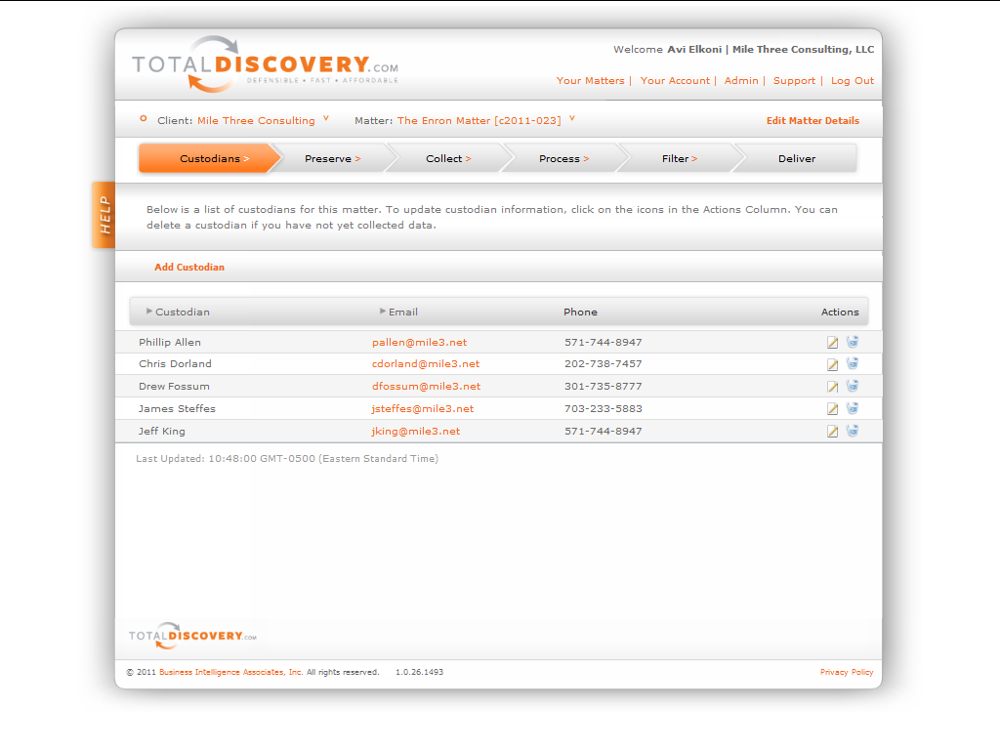 TOTALDISCOVERY.COM
DEFENSIBLE • FAST • AFFORDABLE
Welcome Avi Elkoni | Mile Three Consulting, LLC
Your Matters | Your Account | Admin | Support | Log Out
Client: Mile Three Consulting v Matter: The Enron Matter [c2011-023] v Edit Matter Details
Custodians > Preserve > Collect > Process > Filter > Deliver
HELP
Below is a list of custodians for this matter. To update custodian information, click on the icons in the Actions Column. You can
delete a custodian if you have not yet collected data.
Add Custodian
Custodian Email Phone Actions
Phillip Allen pallen@mile3.net 571-744-8947
Chris Dorland cdorland@mile3.net 202-738-7457
Drew Fossum dfossum@mile3.net 301-735-8777
James Steffes jsteffes@mile3.net 703-233-5883
Jeff King jking@mile3.net 571-744-8947
Last Updated: 10:48:00 GMT-0500 (Eastern Standard Time)
TOTALDISCOVERY.COM
© 2011 Business Intelligence Associates, Inc. All rights reserved. 1.0.26.1493 Privacy Policy